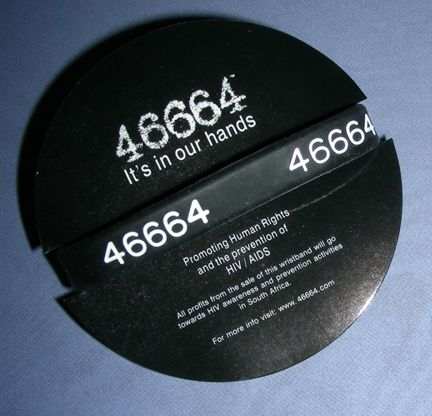 46664™
It's in our hands
46664
46664
Promoting Human Rights
and the prevention of
HIV / AIDS
All profits from the sale of this wristband will go
towards HIV awareness and prevention activities
in South Africa.
For more info visit: www.46664.com